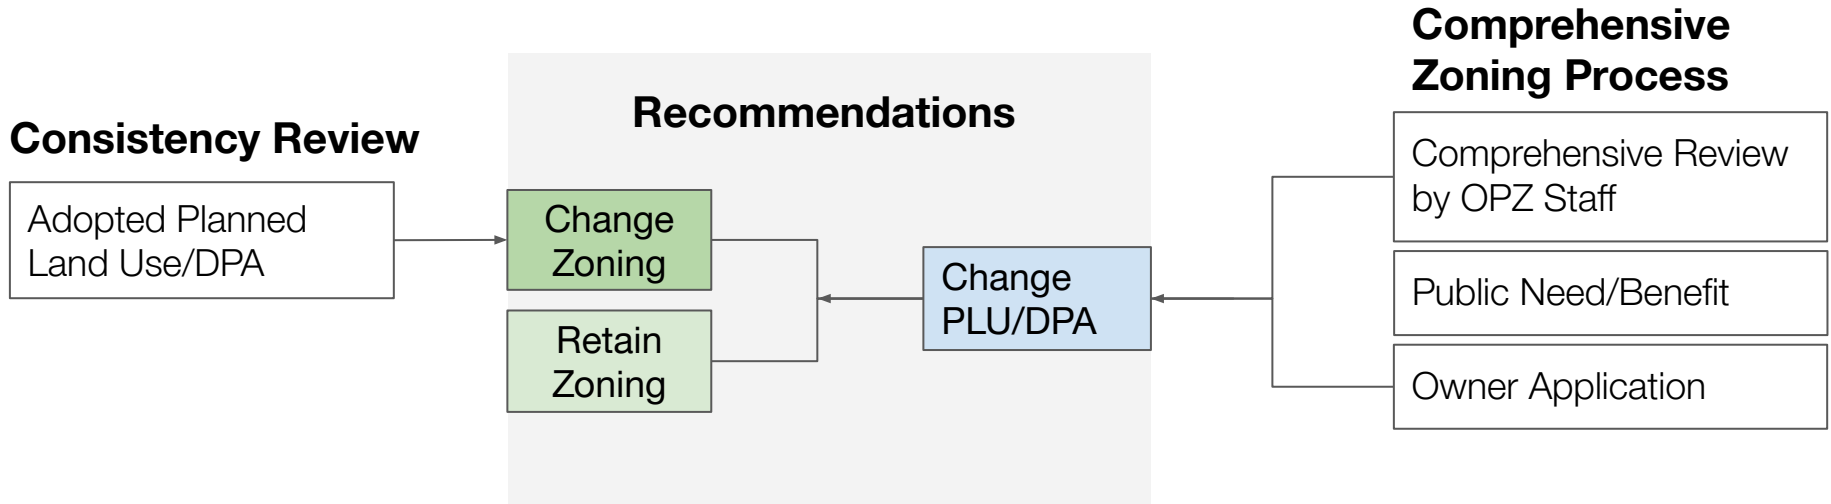 Consistency Review
Adopted Planned
Land Use/DPA
Recommendations
Change
Zoning
Retain
Zoning
Change
PLU/DPA
Comprehensive
Zoning Process
Comprehensive Review
by OPZ Staff
Public Need/Benefit
Owner Application